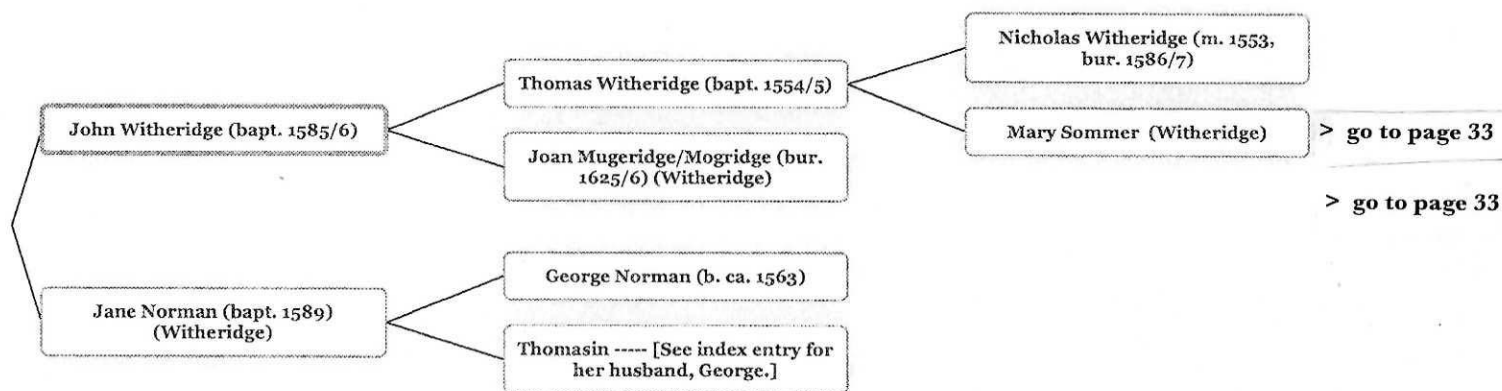 Nicholas Witheridge (m. 1553,
bur. 1586/7)
Thomas Witheridge (bapt. 1554/5)
John Witheridge (bapt. 1585/6)
Mary Sommer (Witheridge)
> go to page 33
Joan Mugeridge/Mogridge (bur.
1625/6) (Witheridge)
> go to page 33
George Norman (b. ca. 1563)
Jane Norman (bapt. 1589)
(Witheridge)
Thomasin ----- [See index entry for
her husband, George.]